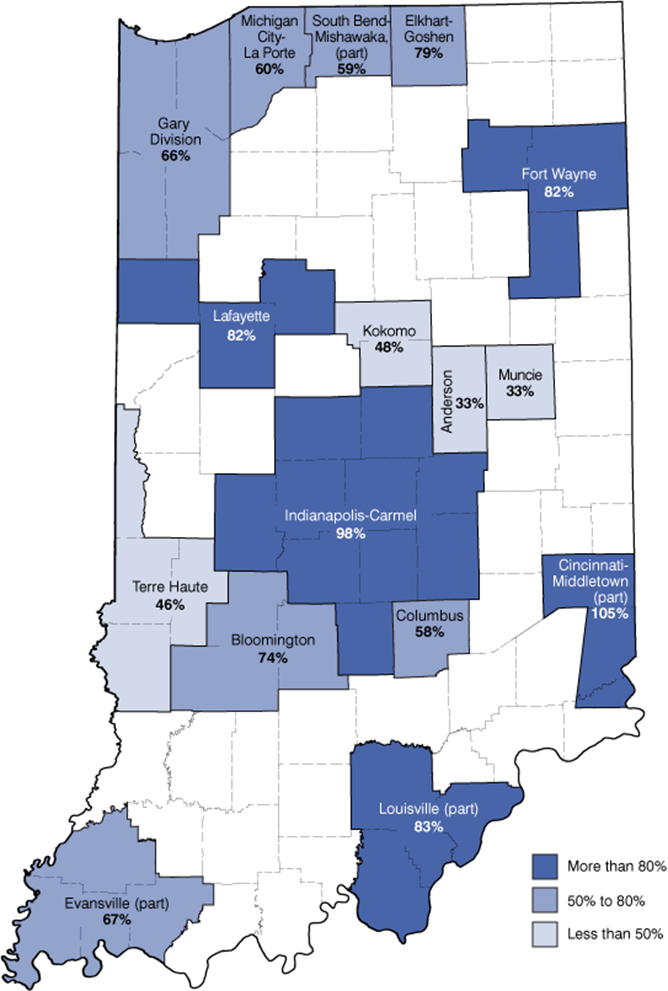 Michigan
City-
La Porte
60%
South Bend-
Mishawaka,
(part)
59%
Elkhart-
Goshen
79%
Gary
Division
66%
Fort Wayne
82%
Lafayette
82%
Kokomo
48%
Anderson 33%
Muncie
33%
Indianapolis-Carmel
98%
Cincinnati-
Middletown
(part)
105%
Terre Haute
46%
Columbus
58%
Bloomington
74%
Louisville (part)
83%
Evansville (part)
67%
More than 80%
50% to 80%
Less than 50%